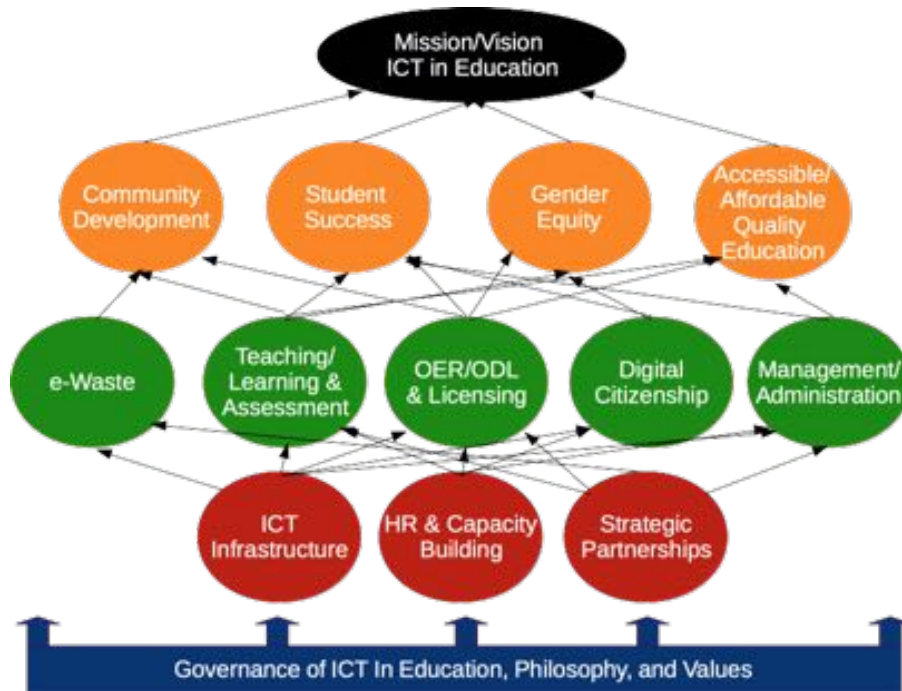 Mission/Vision
ICT in Education
Community
Development
Student
Success
Gender
Equity
Accessible/
Affordable
Quality
Education
e-Waste
Teaching/
Learning &
Assessment
OER/ODL
& Licensing
Digital
Citizenship
Management/
Administration
ICT
Infrastructure
HR & Capacity
Building
Strategic
Partnerships
Governance of ICT In Education, Philosophy, and Values